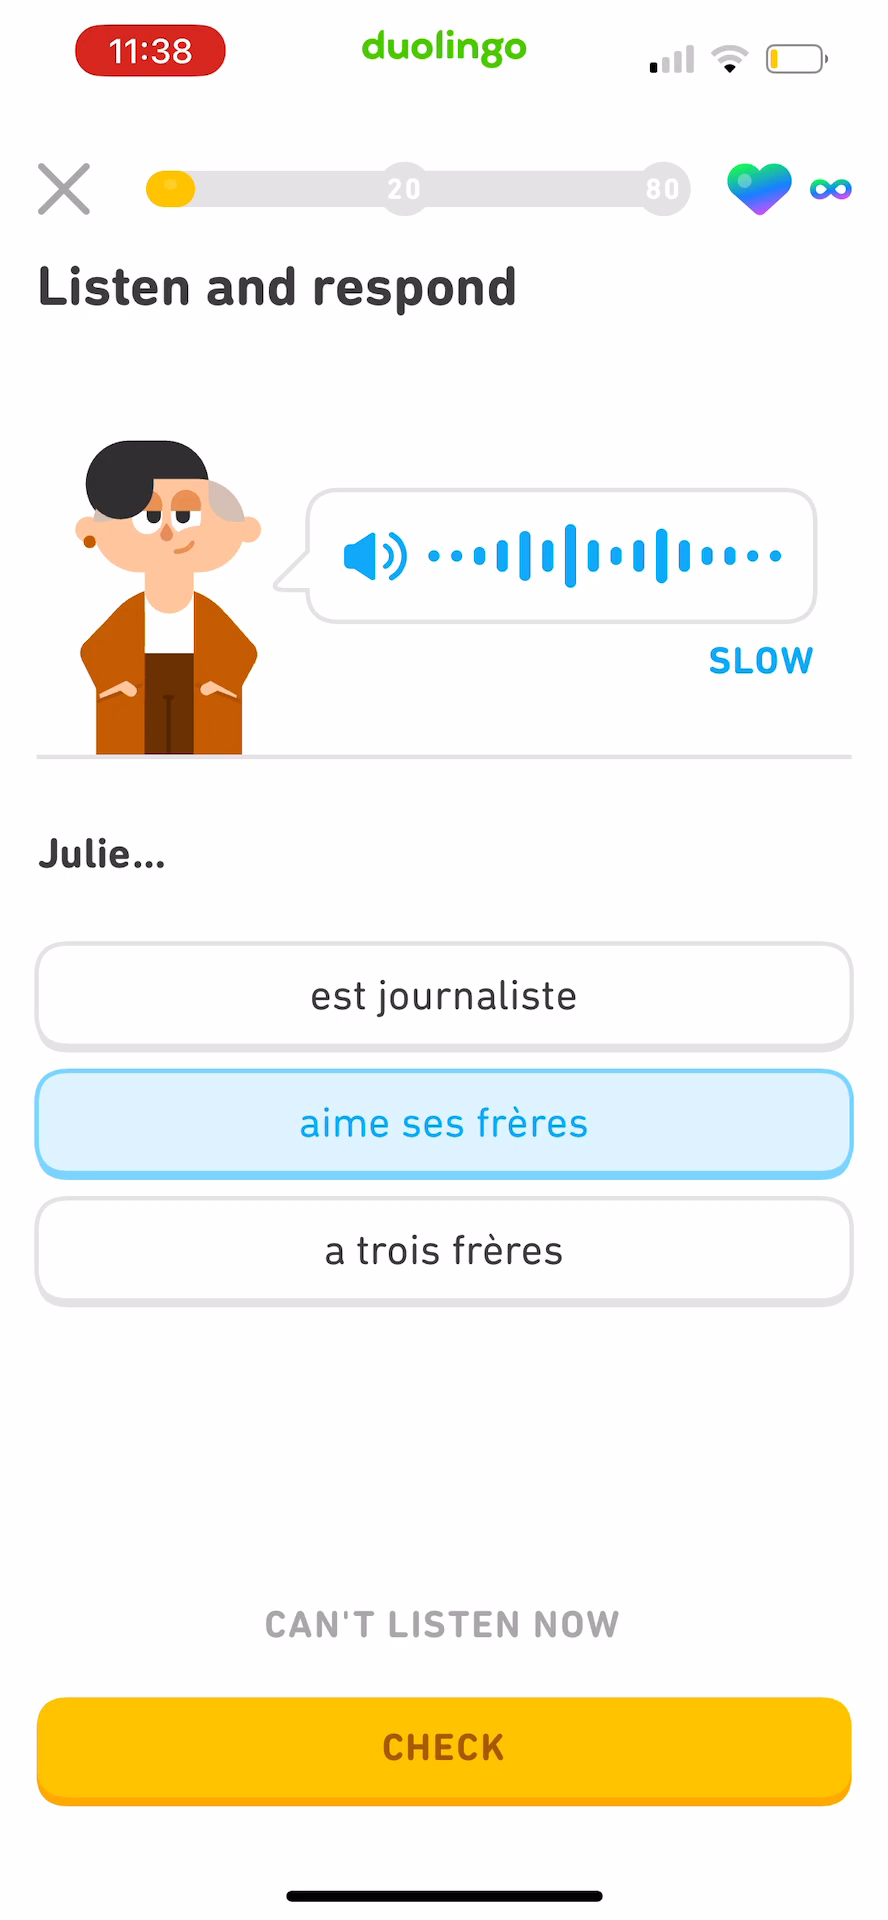 11:38
duolingo
20
80
Listen and respond
SLOW
Julie...
est journaliste
aime ses frères
a trois frères
CAN'T LISTEN NOW
CHECK